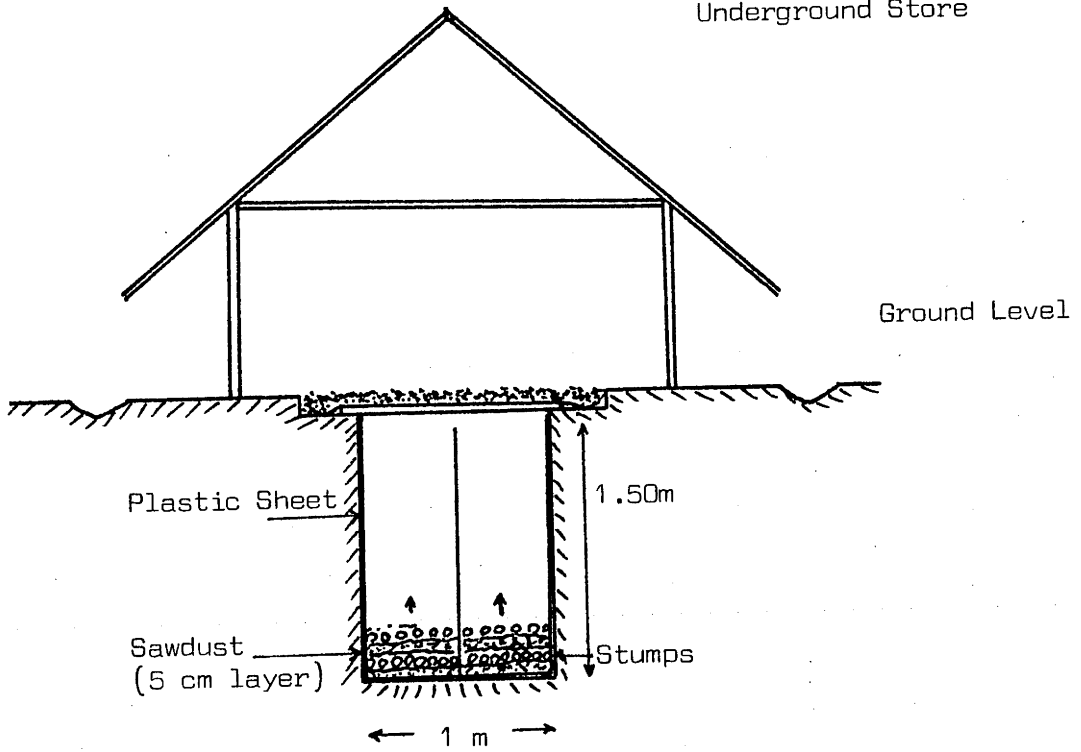 Underground Store
Ground Level
Plastic Sheet
1.50m
Sawdust
(5 cm layer)
Stumps
1 m